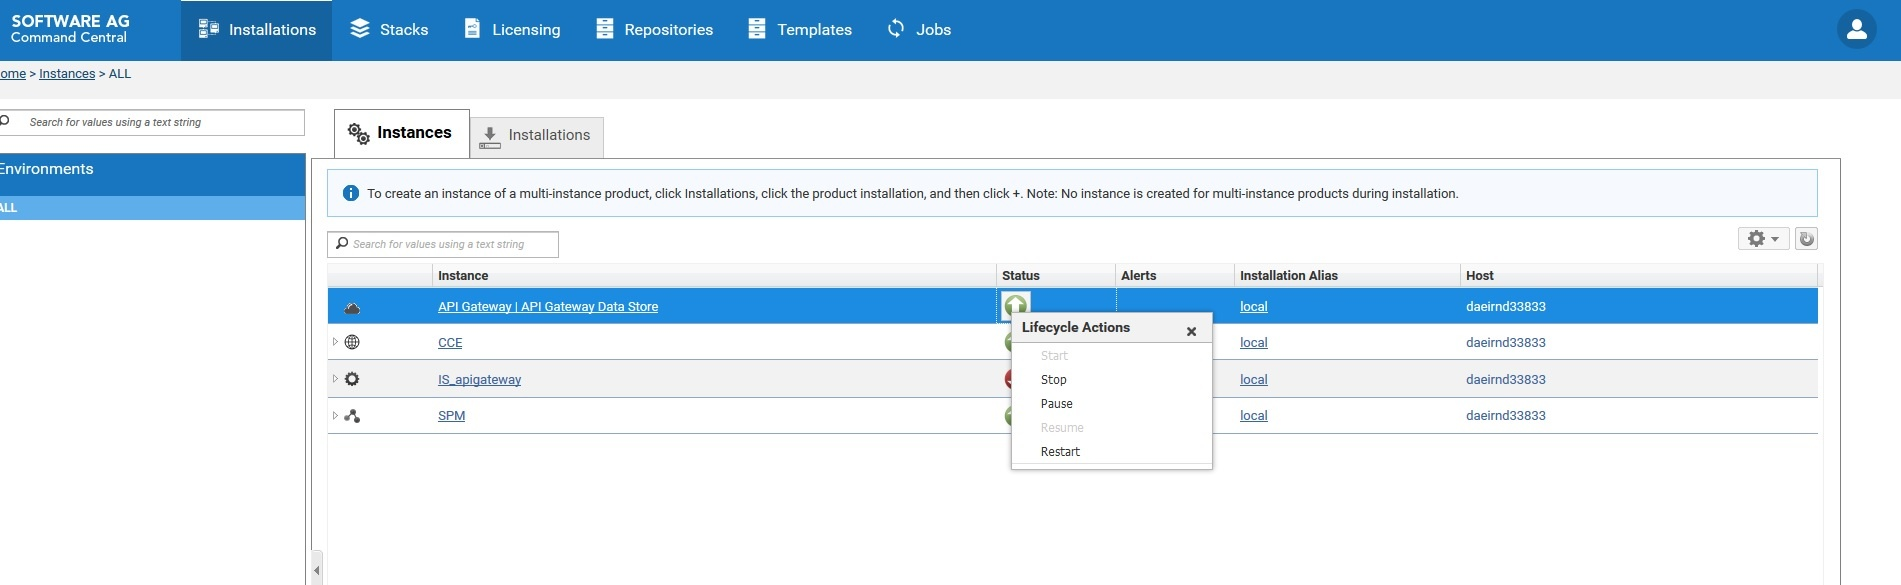 SOFTWARE AG
Command Central
Installations
Stacks
Licensing
Repositories
Templates
Jobs
ome > Instances > ALL
Search for values using a text string
Environments
ALL
Instances
Installations
To create an instance of a multi-instance product, click Installations, click the product installation, and then click +. Note: No instance is created for multi-instance products during installation.
Search for values using a text string
Instance Status Alerts Installation Alias Host
API Gateway | API Gateway Data Store local daeirnd33833
CCE local daeirnd33833
IS_apigateway local daeirnd33833
SPM local daeirnd33833
Lifecycle Actions
Start
Stop
Pause
Resume
Restart